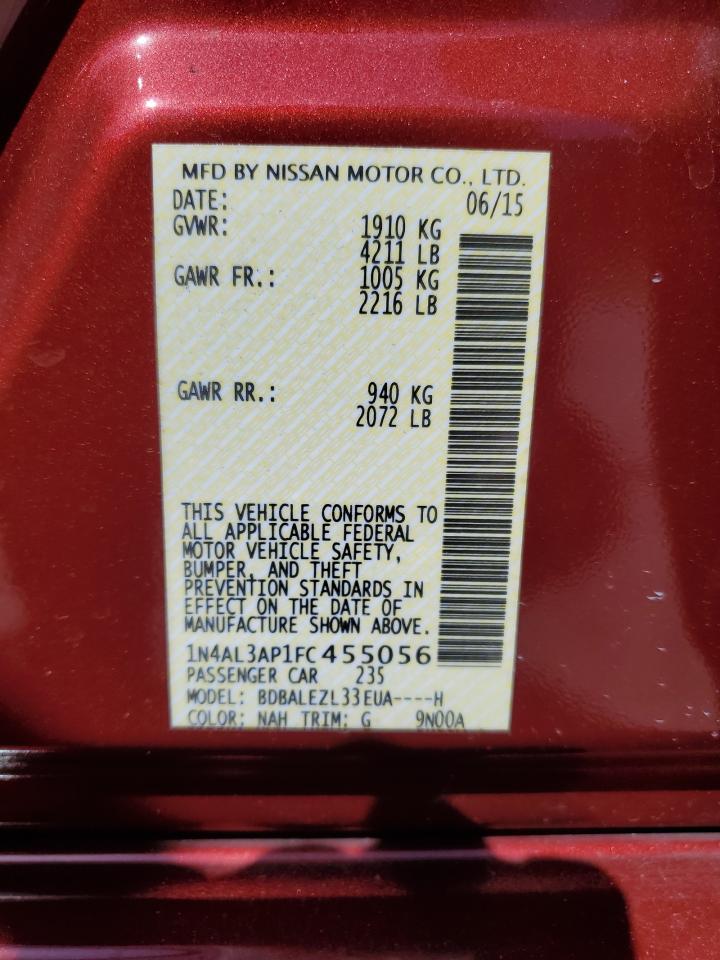 MFD BY NISSAN MOTOR CO., LTD.
DATE: 06/15
GVWR: 1910 KG
4211 LB
GAWR FR.: 1005 KG
2216 LB
GAWR RR.: 940 KG
2072 LB
THIS VEHICLE CONFORMS TO
ALL APPLICABLE FEDERAL
MOTOR VEHICLE SAFETY,
BUMPER, AND THEFT
PREVENTION STANDARDS IN
EFFECT ON THE DATE OF
MANUFACTURE SHOWN ABOVE.
1N4AL3AP1FC455056
PASSENGER CAR 235
MODEL: BDBALEZL33EUA----H
COLOR: NAH TRIM: G 9N00A